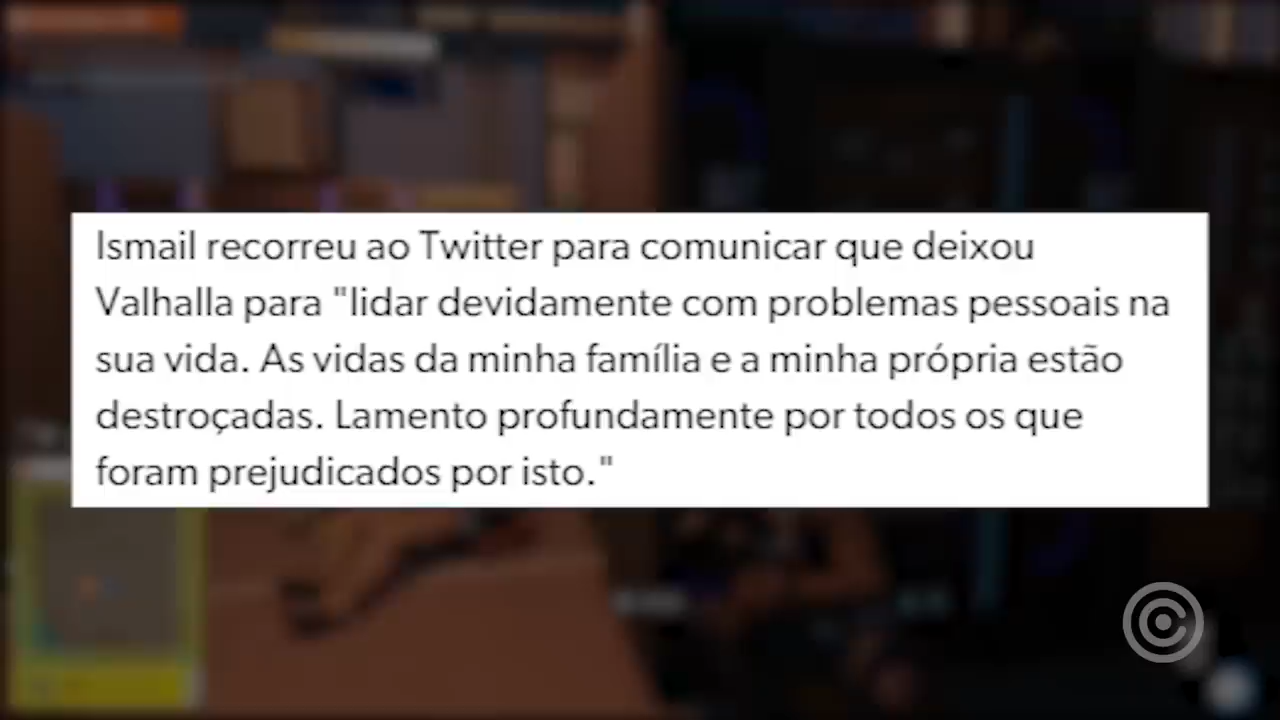 Ismail recorreu ao Twitter para comunicar que deixou
Valhalla para "lidar devidamente com problemas pessoais na
sua vida. As vidas da minha família e a minha própria estão
destroçadas. Lamento profundamente por todos os que
foram prejudicados por isto."